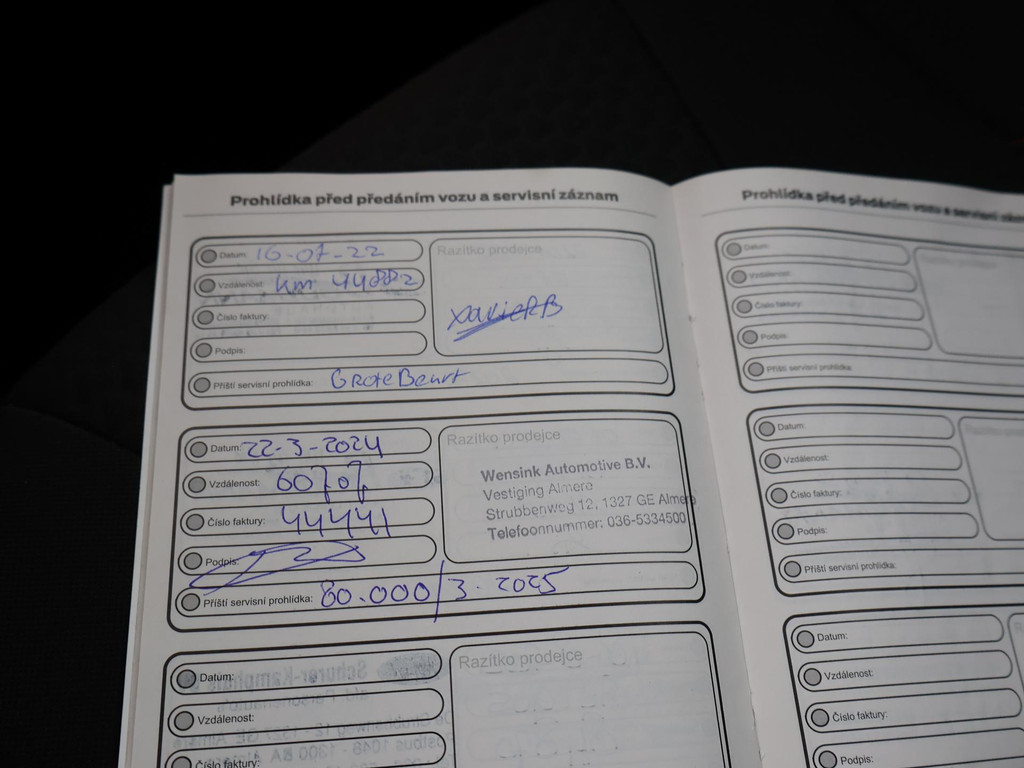 Prohlídka před předáním vozu a servisní záznam
Datum: 16-07-22
Vzdálenost: km 44882
Číslo faktury:
Podpis:
Příští servisní prohlídka: Grote Beurt
Razítko prodejce
XavierB
Datum: 22-3-2024
Vzdálenost: 60707
Číslo faktury: 44441
Podpis:
Příští servisní prohlídka: 80.000/3-2025
Razítko prodejce
Wensink Automotive B.V.
Vestiging Almere
Strubbenweg 12, 1327 GE Almere
Telefoonnummer: 036-5334500
Datum:
Vzdálenost:
Číslo faktury:
Razítko prodejce
Prohlídka před předáním vozu a servisní
Datum:
Vzdálenost:
Číslo faktury:
Podpis:
Příští servisní prohlídka:
Datum:
Vzdálenost:
Číslo faktury:
Podpis:
Příští servisní prohlídka:
Datum:
Vzdálenost:
Číslo faktury:
Podpis: